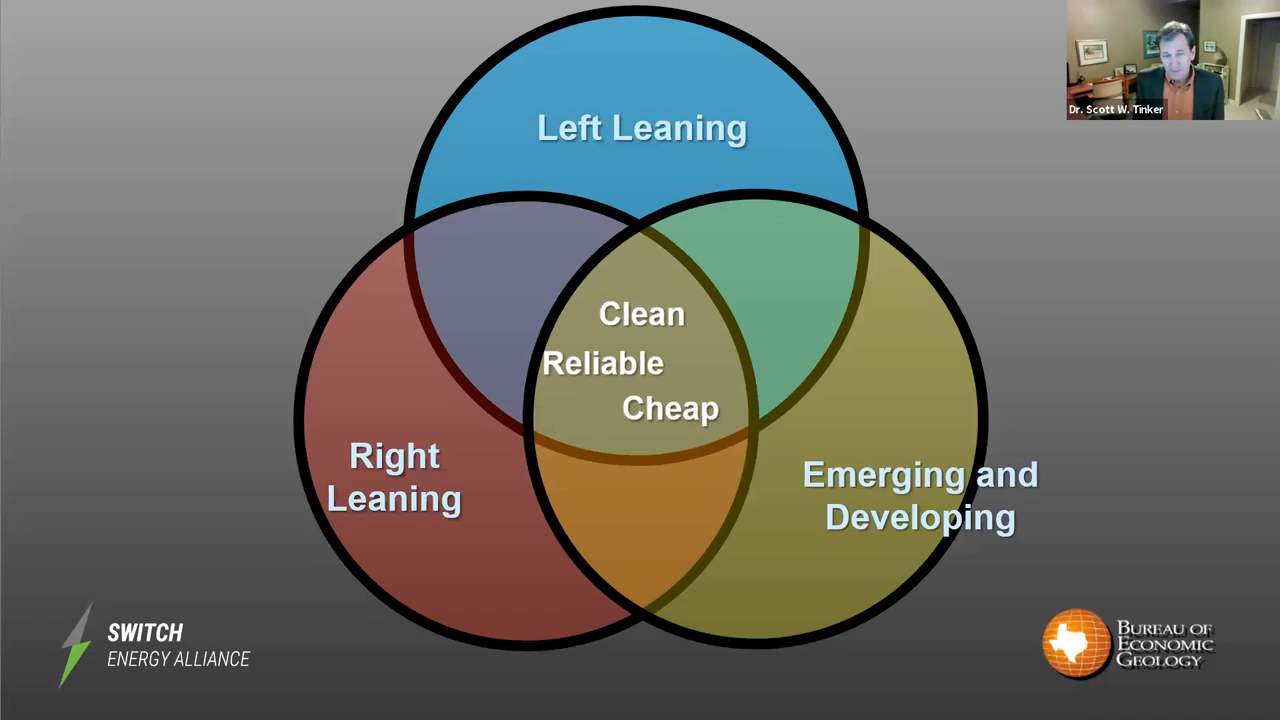 Left Leaning
Dr. Scott W. Tinker
Clean
Reliable
Cheap
Right
Leaning
Emerging and
Developing
SWITCH
ENERGY ALLIANCE
BUREAU OF
ECONOMIC
GEOLOGY